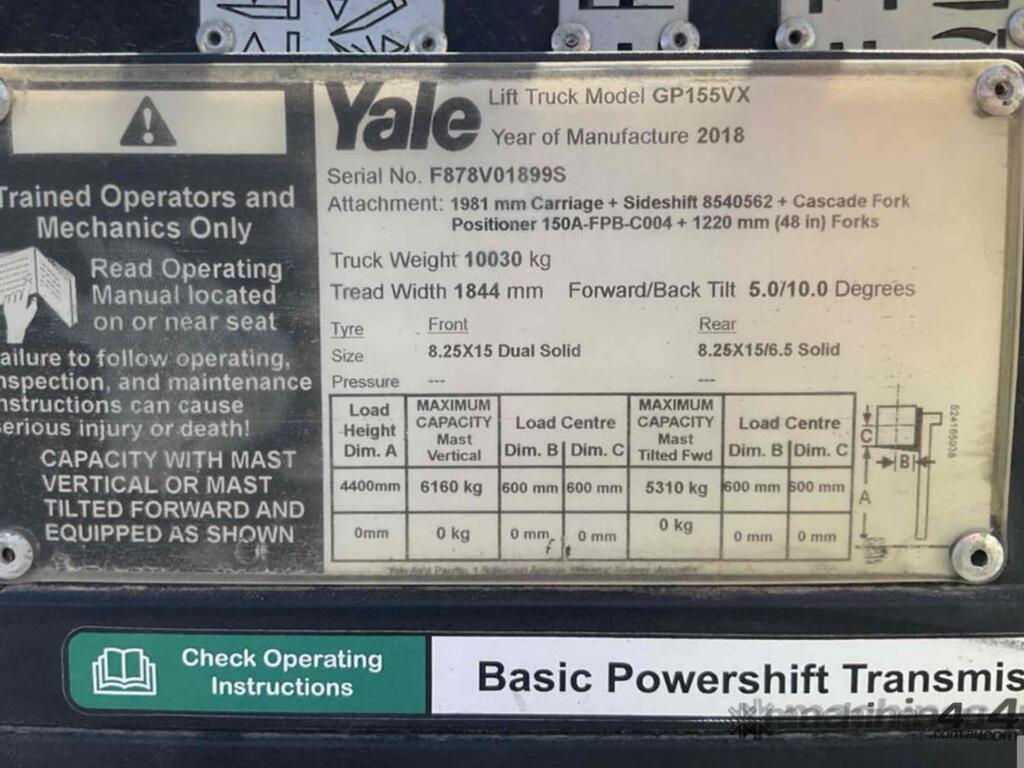 Yale
Lift Truck Model GP155VX
Year of Manufacture 2018
Serial No. F878V01899S
Attachment: 1981 mm Carriage + Sideshift 8540562 + Cascade Fork
Positioner 150A-FPB-C004 + 1220 mm (48 in) Forks
Truck Weight 10030 kg
Tread Width 1844 mm Forward/Back Tilt 5.0/10.0 Degrees
Tyre Front Rear
Size 8.25X15 Dual Solid 8.25X15/6.5 Solid
Pressure --- ---
Load Height Dim. A MAXIMUM CAPACITY Mast Vertical Load Centre Dim. B Dim. C MAXIMUM CAPACITY Mast Tilted Fwd Load Centre Dim. B Dim. C
4400mm 6160 kg 600 mm 600 mm 5310 kg 600 mm 600 mm
0mm 0 kg 0 mm 0 mm 0 kg 0 mm 0 mm
C
B
A
524165038
Trained Operators and
Mechanics Only
Read Operating
Manual located
on or near seat
ailure to follow operating,
nspection, and maintenance
nstructions can cause
erious injury or death!
CAPACITY WITH MAST
VERTICAL OR MAST
TILTED FORWARD AND
EQUIPPED AS SHOWN
Check Operating
Instructions
Basic Powershift Transmis